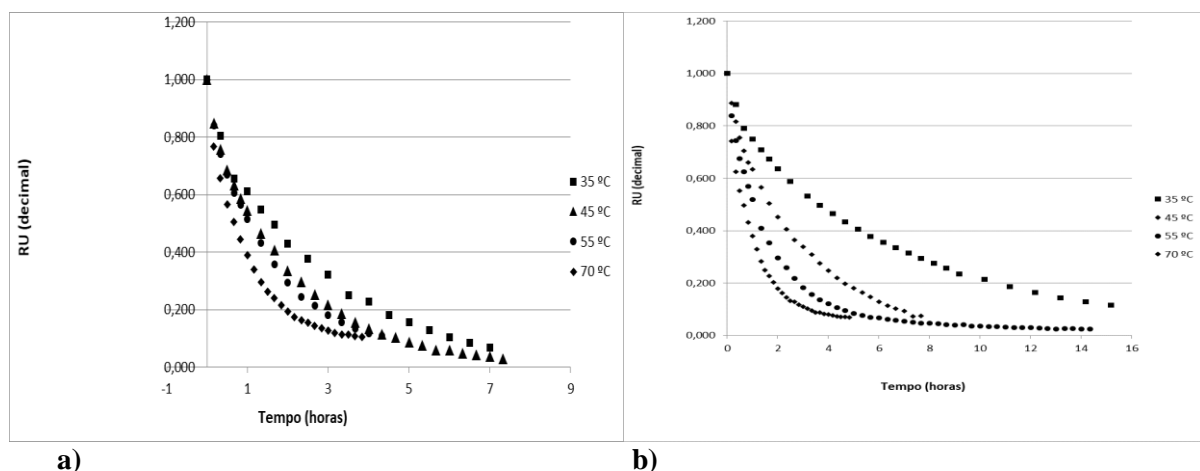 1,200
1,000
0,800
0,600
0,400
0,200
0,000
RU (decimal)
-1 1 3 5 7 9
Tempo (horas)
35 ºC
45 ºC
55 ºC
70 ºC
a)
1,200
1,000
0,800
0,600
0,400
0,200
0,000
RU (decimal)
0 2 4 6 8 10 12 14 16
Tempo (horas)
35 ºC
45 ºC
55 ºC
70 ºC
b)